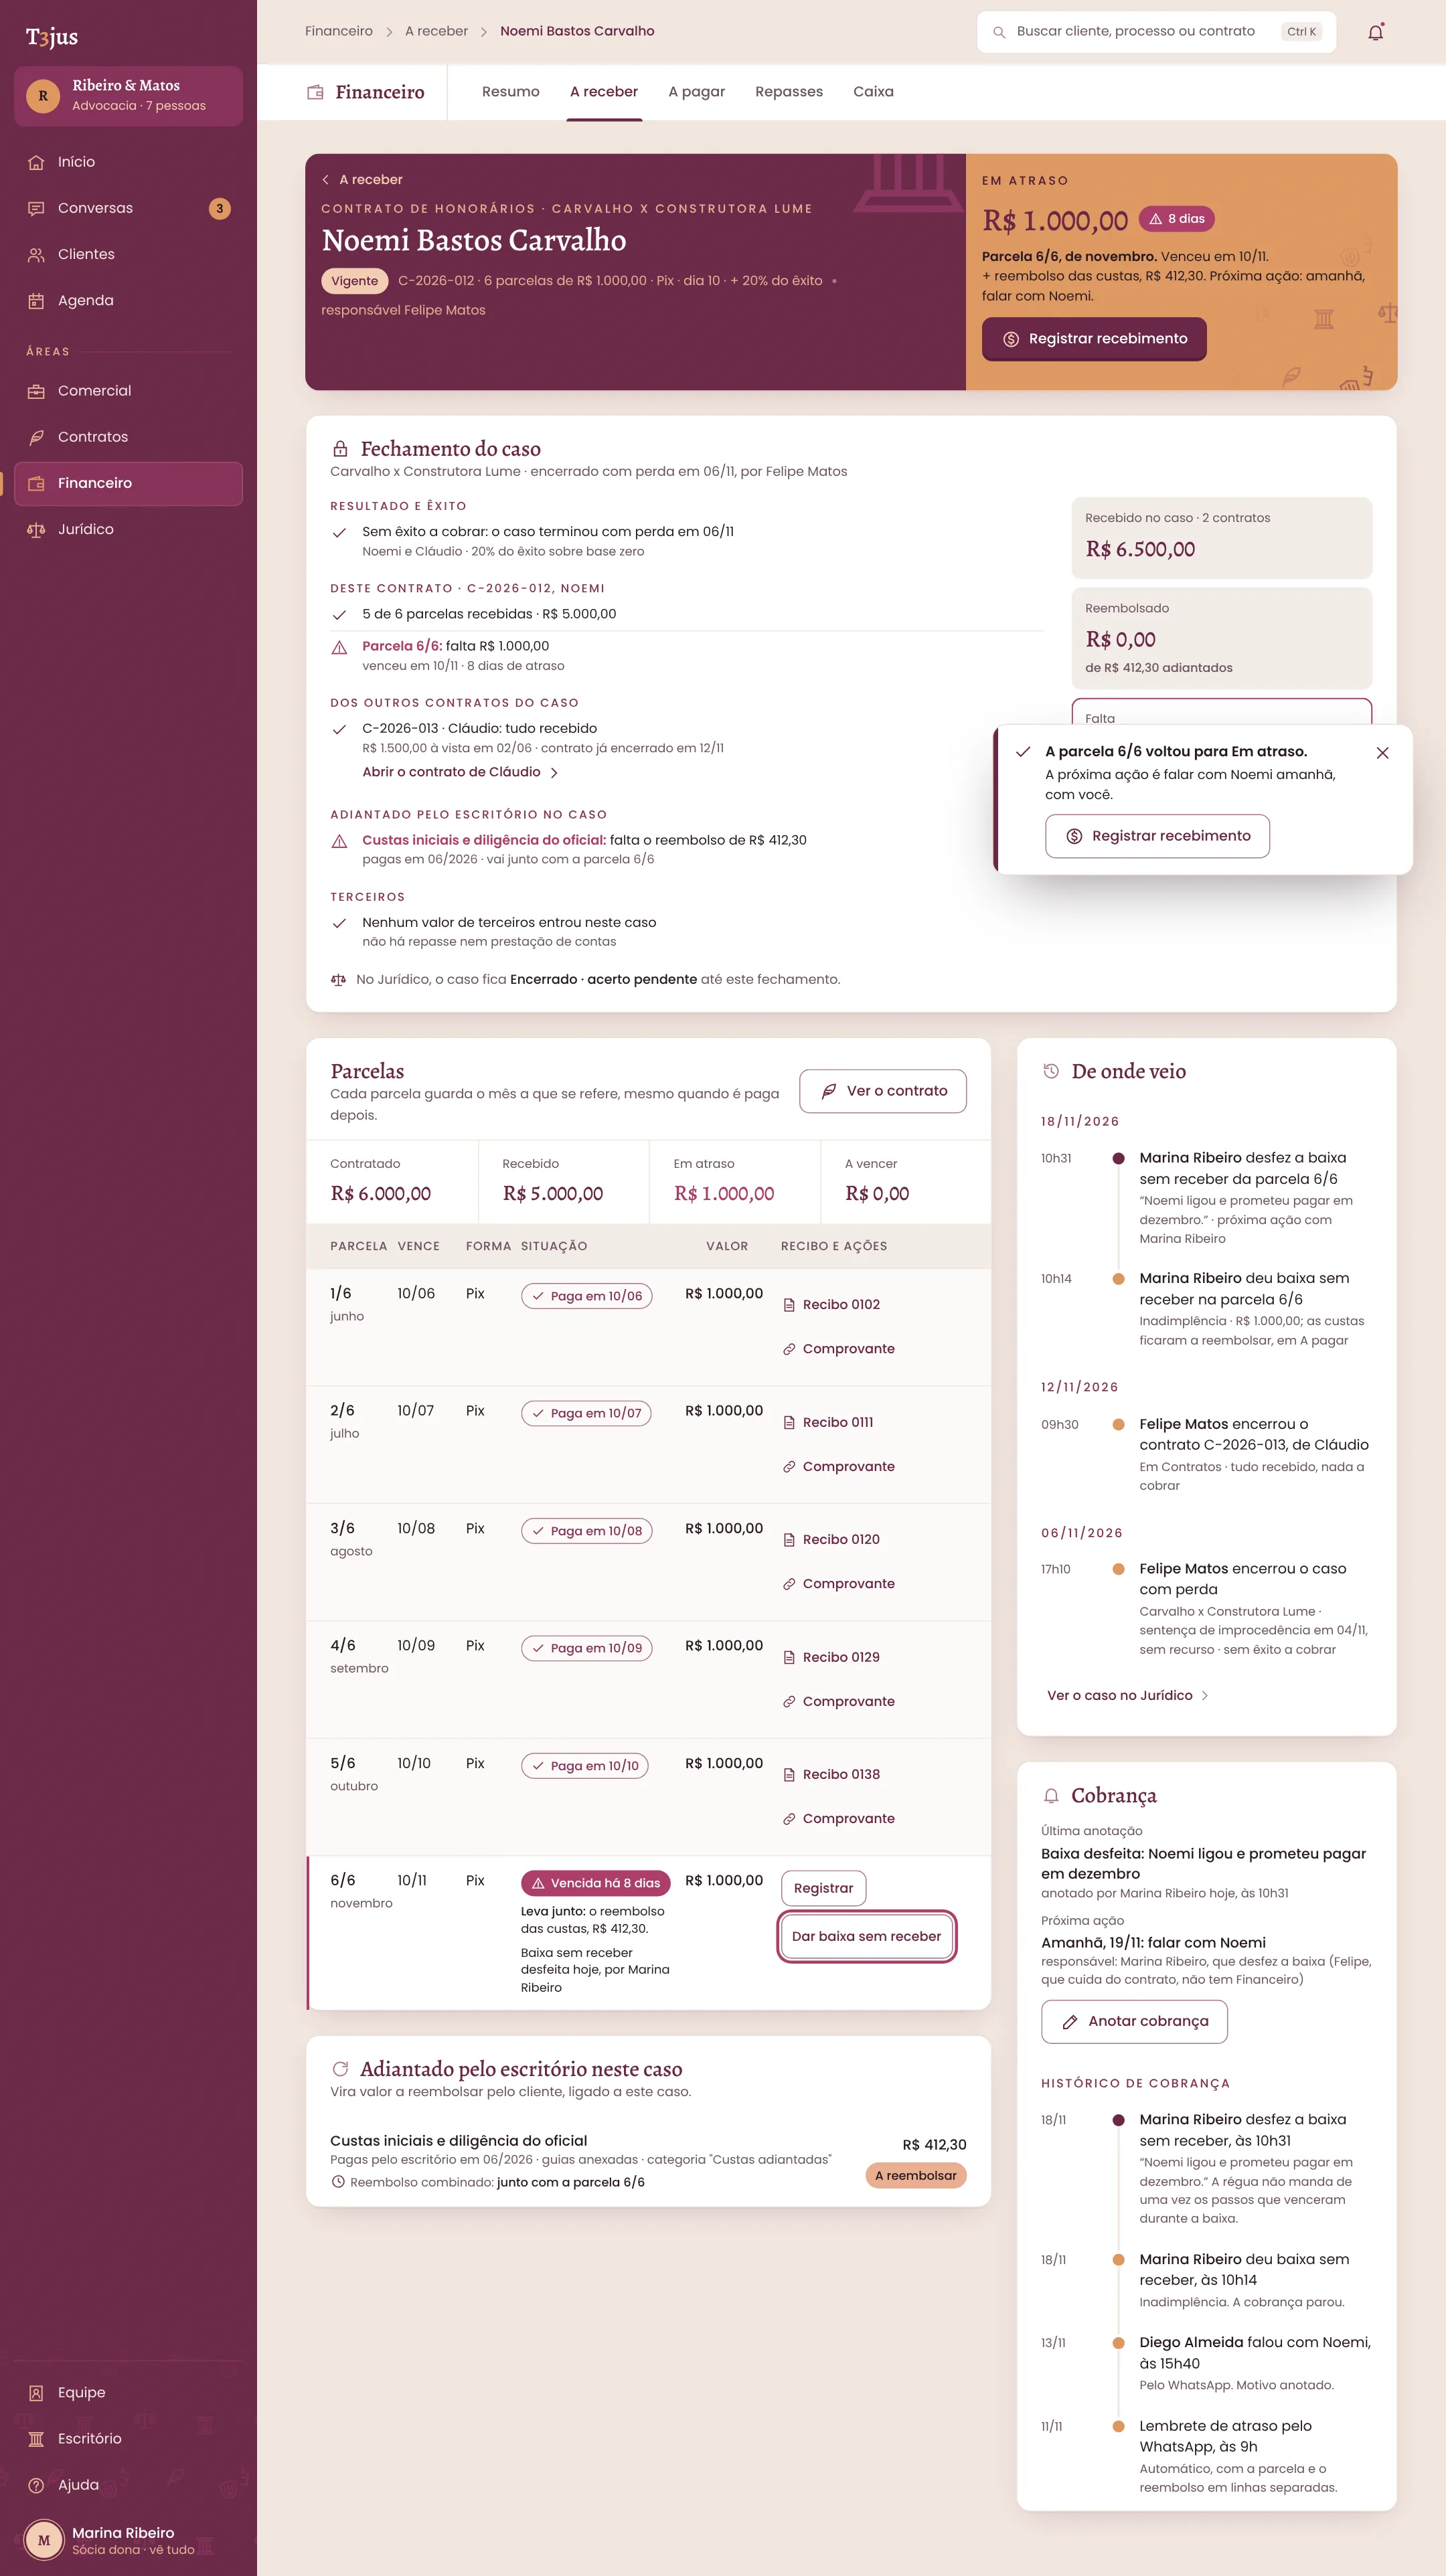 T3jus
R
Ribeiro & Matos
Advocacia · 7 pessoas
Início
Conversas
3
Clientes
Agenda
ÁREAS
Comercial
Contratos
Financeiro
Jurídico
Equipe
Escritório
Ajuda
M
Marina Ribeiro
Sócia dona · vê tudo
Financeiro
A receber
Noemi Bastos Carvalho
Buscar cliente, processo ou contrato
Ctrl K
Financeiro
Resumo
A receber
A pagar
Repasses
Caixa
A receber
CONTRATO DE HONORÁRIOS · CARVALHO X CONSTRUTORA LUME
Noemi Bastos Carvalho
Vigente
C-2026-012 · 6 parcelas de R$ 1.000,00 · Pix · dia 10 · + 20% do êxito
responsável Felipe Matos
EM ATRASO
R$ 1.000,00
8 dias
Parcela 6/6, de novembro. Venceu em 10/11.
+ reembolso das custas, R$ 412,30. Próxima ação: amanhã,
falar com Noemi.
Registrar recebimento
Fechamento do caso
Carvalho x Construtora Lume · encerrado com perda em 06/11, por Felipe Matos
RESULTADO E ÊXITO
Sem êxito a cobrar: o caso terminou com perda em 06/11
Noemi e Cláudio · 20% do êxito sobre base zero
DESTE CONTRATO · C-2026-012, NOEMI
5 de 6 parcelas recebidas · R$ 5.000,00
Parcela 6/6: falta R$ 1.000,00
venceu em 10/11 · 8 dias de atraso
DOS OUTROS CONTRATOS DO CASO
C-2026-013 · Cláudio: tudo recebido
R$ 1.500,00 à vista em 02/06 · contrato já encerrado em 12/11
Abrir o contrato de Cláudio
ADIANTADO PELO ESCRITÓRIO NO CASO
Custas iniciais e diligência do oficial: falta o reembolso de R$ 412,30
pagas em 06/2026 · vai junto com a parcela 6/6
TERCEIROS
Nenhum valor de terceiros entrou neste caso
não há repasse nem prestação de contas
No Jurídico, o caso fica Encerrado · acerto pendente até este fechamento.
Recebido no caso · 2 contratos
R$ 6.500,00
Reembolsado
R$ 0,00
de R$ 412,30 adiantados
Falta
A parcela 6/6 voltou para Em atraso.
A próxima ação é falar com Noemi amanhã,
com você.
Registrar recebimento
Parcelas
Cada parcela guarda o mês a que se refere, mesmo quando é paga
depois.
Ver o contrato
Contratado
R$ 6.000,00
Recebido
R$ 5.000,00
Em atraso
R$ 1.000,00
A vencer
R$ 0,00
PARCELA VENCE FORMA SITUAÇÃO VALOR RECIBO E AÇÕES
1/6 10/06 Pix Paga em 10/06 R$ 1.000,00 Recibo 0102
junho
Comprovante
2/6 10/07 Pix Paga em 10/07 R$ 1.000,00 Recibo 0111
julho
Comprovante
3/6 10/08 Pix Paga em 10/08 R$ 1.000,00 Recibo 0120
agosto
Comprovante
4/6 10/09 Pix Paga em 10/09 R$ 1.000,00 Recibo 0129
setembro
Comprovante
5/6 10/10 Pix Paga em 10/10 R$ 1.000,00 Recibo 0138
outubro
Comprovante
6/6 10/11 Pix Vencida há 8 dias R$ 1.000,00 Registrar
novembro
Leva junto: o reembolso
das custas, R$ 412,30.
Baixa sem receber
desfeita hoje, por Marina
Ribeiro
Dar baixa sem receber
Adiantado pelo escritório neste caso
Vira valor a reembolsar pelo cliente, ligado a este caso.
Custas iniciais e diligência do oficial
Pagas pelo escritório em 06/2026 · guias anexadas · categoria "Custas adiantadas"
Reembolso combinado: junto com a parcela 6/6
R$ 412,30
A reembolsar
De onde veio
18/11/2026
10h31
Marina Ribeiro desfez a baixa
sem receber da parcela 6/6
“Noemi ligou e prometeu pagar em
dezembro.” · próxima ação com
Marina Ribeiro
10h14
Marina Ribeiro deu baixa sem
receber na parcela 6/6
Inadimplência · R$ 1.000,00; as custas
ficaram a reembolsar, em A pagar
12/11/2026
09h30
Felipe Matos encerrou o
contrato C-2026-013, de Cláudio
Em Contratos · tudo recebido, nada a
cobrar
06/11/2026
17h10
Felipe Matos encerrou o caso
com perda
Carvalho x Construtora Lume ·
sentença de improcedência em 04/11,
sem recurso · sem êxito a cobrar
Ver o caso no Jurídico
Cobrança
Última anotação
Baixa desfeita: Noemi ligou e prometeu pagar
em dezembro
anotado por Marina Ribeiro hoje, às 10h31
Próxima ação
Amanhã, 19/11: falar com Noemi
responsável: Marina Ribeiro, que desfez a baixa (Felipe,
que cuida do contrato, não tem Financeiro)
Anotar cobrança
HISTÓRICO DE COBRANÇA
18/11
Marina Ribeiro desfez a baixa
sem receber, às 10h31
“Noemi ligou e prometeu pagar em
dezembro.” A régua não manda de
uma vez os passos que venceram
durante a baixa.
18/11
Marina Ribeiro deu baixa sem
receber, às 10h14
Inadimplência. A cobrança parou.
13/11
Diego Almeida falou com Noemi,
às 15h40
Pelo WhatsApp. Motivo anotado.
11/11
Lembrete de atraso pelo
WhatsApp, às 9h
Automático, com a parcela e o
reembolso em linhas separadas.